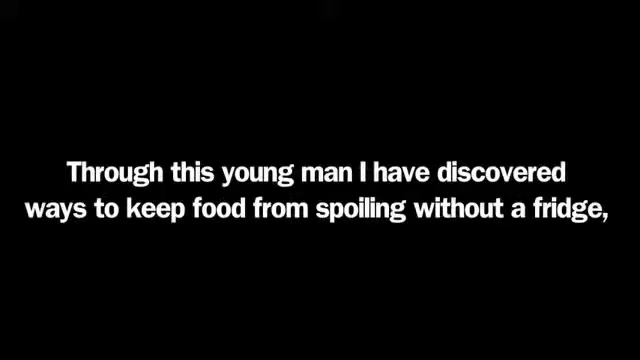 Through this young man I have discovered
ways to keep food from spoiling without a fridge,